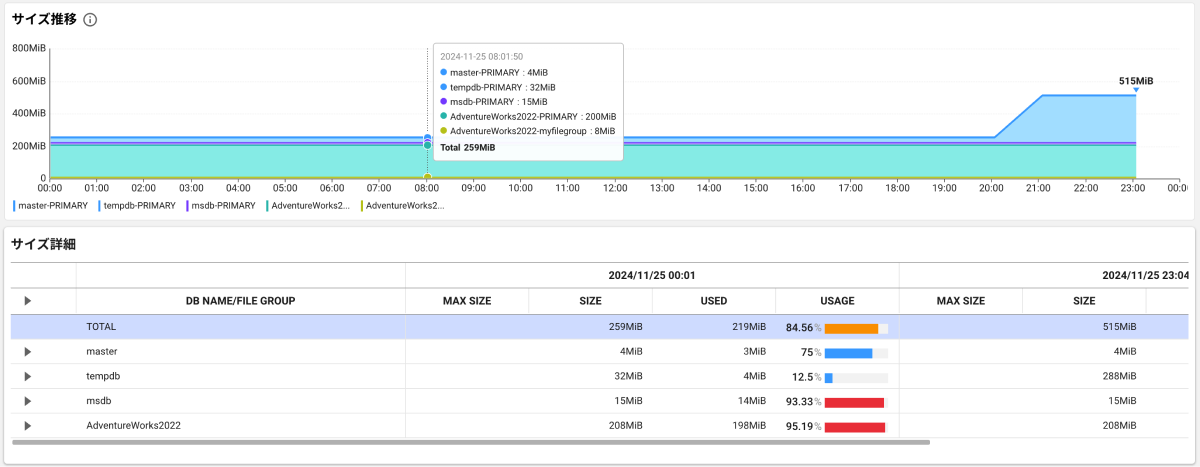 サイズ推移
800MiB
600MiB
400MiB
200MiB
0
515MiB
2024-11-25 08:01:50
master-PRIMARY : 4MiB
tempdb-PRIMARY : 32MiB
msdb-PRIMARY : 15MiB
AdventureWorks2022-PRIMARY : 200MiB
AdventureWorks2022-myfilegroup : 8MiB
Total 259MiB
00:00 01:00 02:00 03:00 04:00 05:00 06:00 07:00 08:00 09:00 10:00 11:00 12:00 13:00 14:00 15:00 16:00 17:00 18:00 19:00 20:00 21:00 22:00 23:00 00:0
master-PRIMARY tempdb-PRIMARY msdb-PRIMARY AdventureWorks2... AdventureWorks2...
サイズ詳細
2024/11/25 00:01 2024/11/25 23:04
DB NAME/FILE GROUP MAX SIZE SIZE USED USAGE MAX SIZE SIZE
TOTAL 259MiB 219MiB 84.56% 515MiB
master 4MiB 3MiB 75% 4MiB
tempdb 32MiB 4MiB 12.5% 288MiB
msdb 15MiB 14MiB 93.33% 15MiB
AdventureWorks2022 208MiB 198MiB 95.19% 208MiB